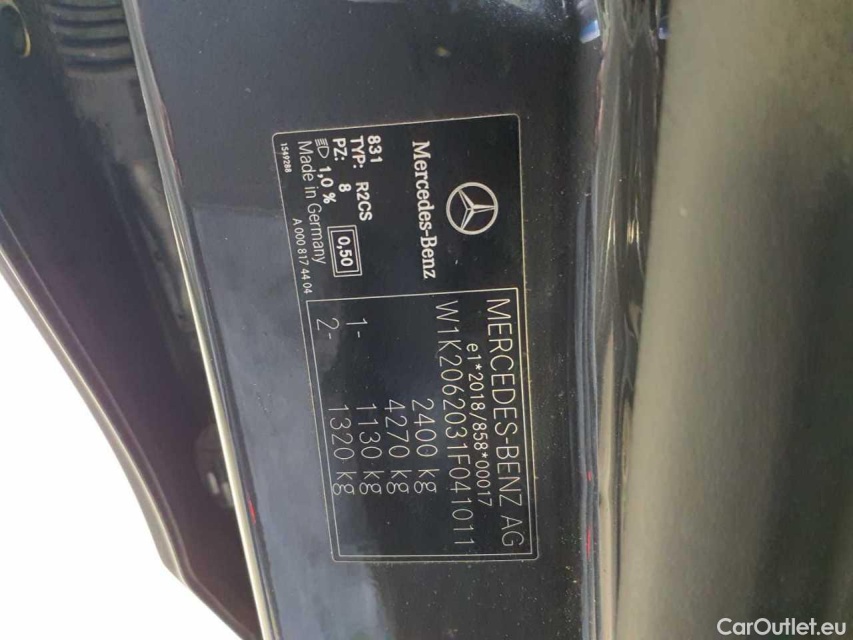 Mercedes-Benz
831
TYP: R2CS
PZ: 8
1,0 %
0,50
Made in Germany
A 000 817 44 04
1549288
MERCEDES-BENZ AG
e1*2018/858*00017
W1K2062031F041011
2400 kg
4270 kg
1- 1130 kg
2- 1320 kg
CarOutlet.eu